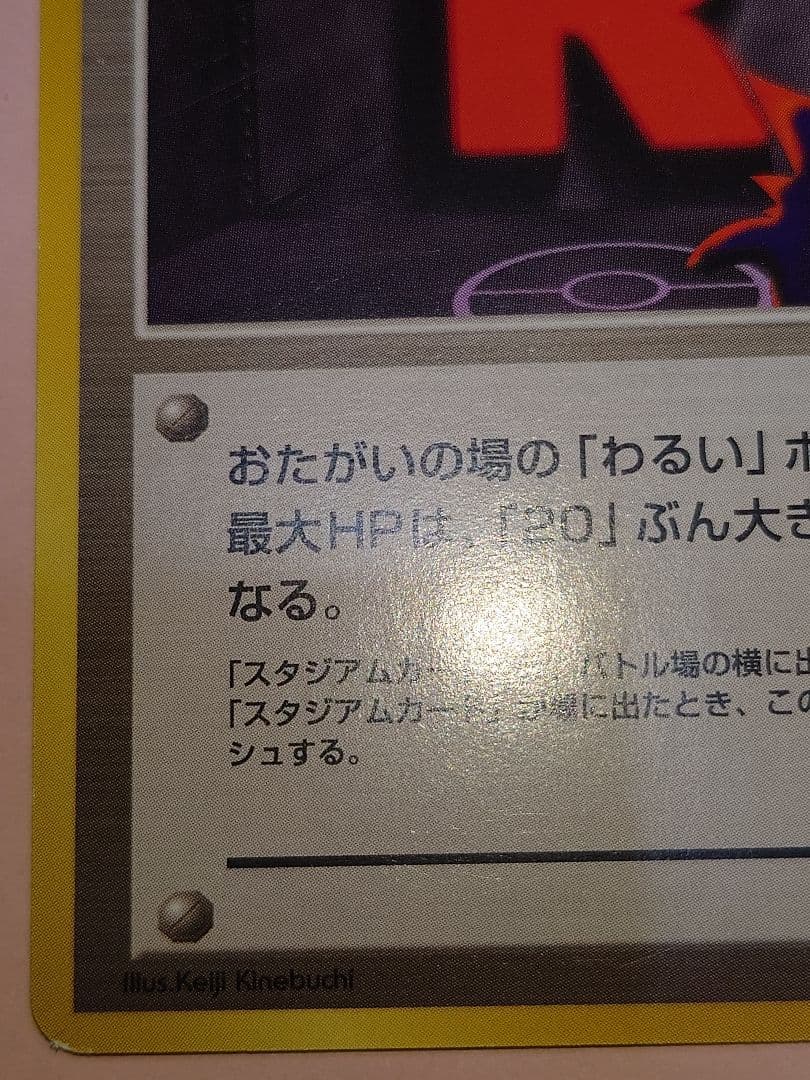 R
おたがいの場の「わるい」ポ
最大HPは、「20」ぶん大き
なる。
「スタジアムカー バトル場の横に出
「スタジアムカード」が場に出たとき、この
シュする。
Illus.Keiji Kinebuchi